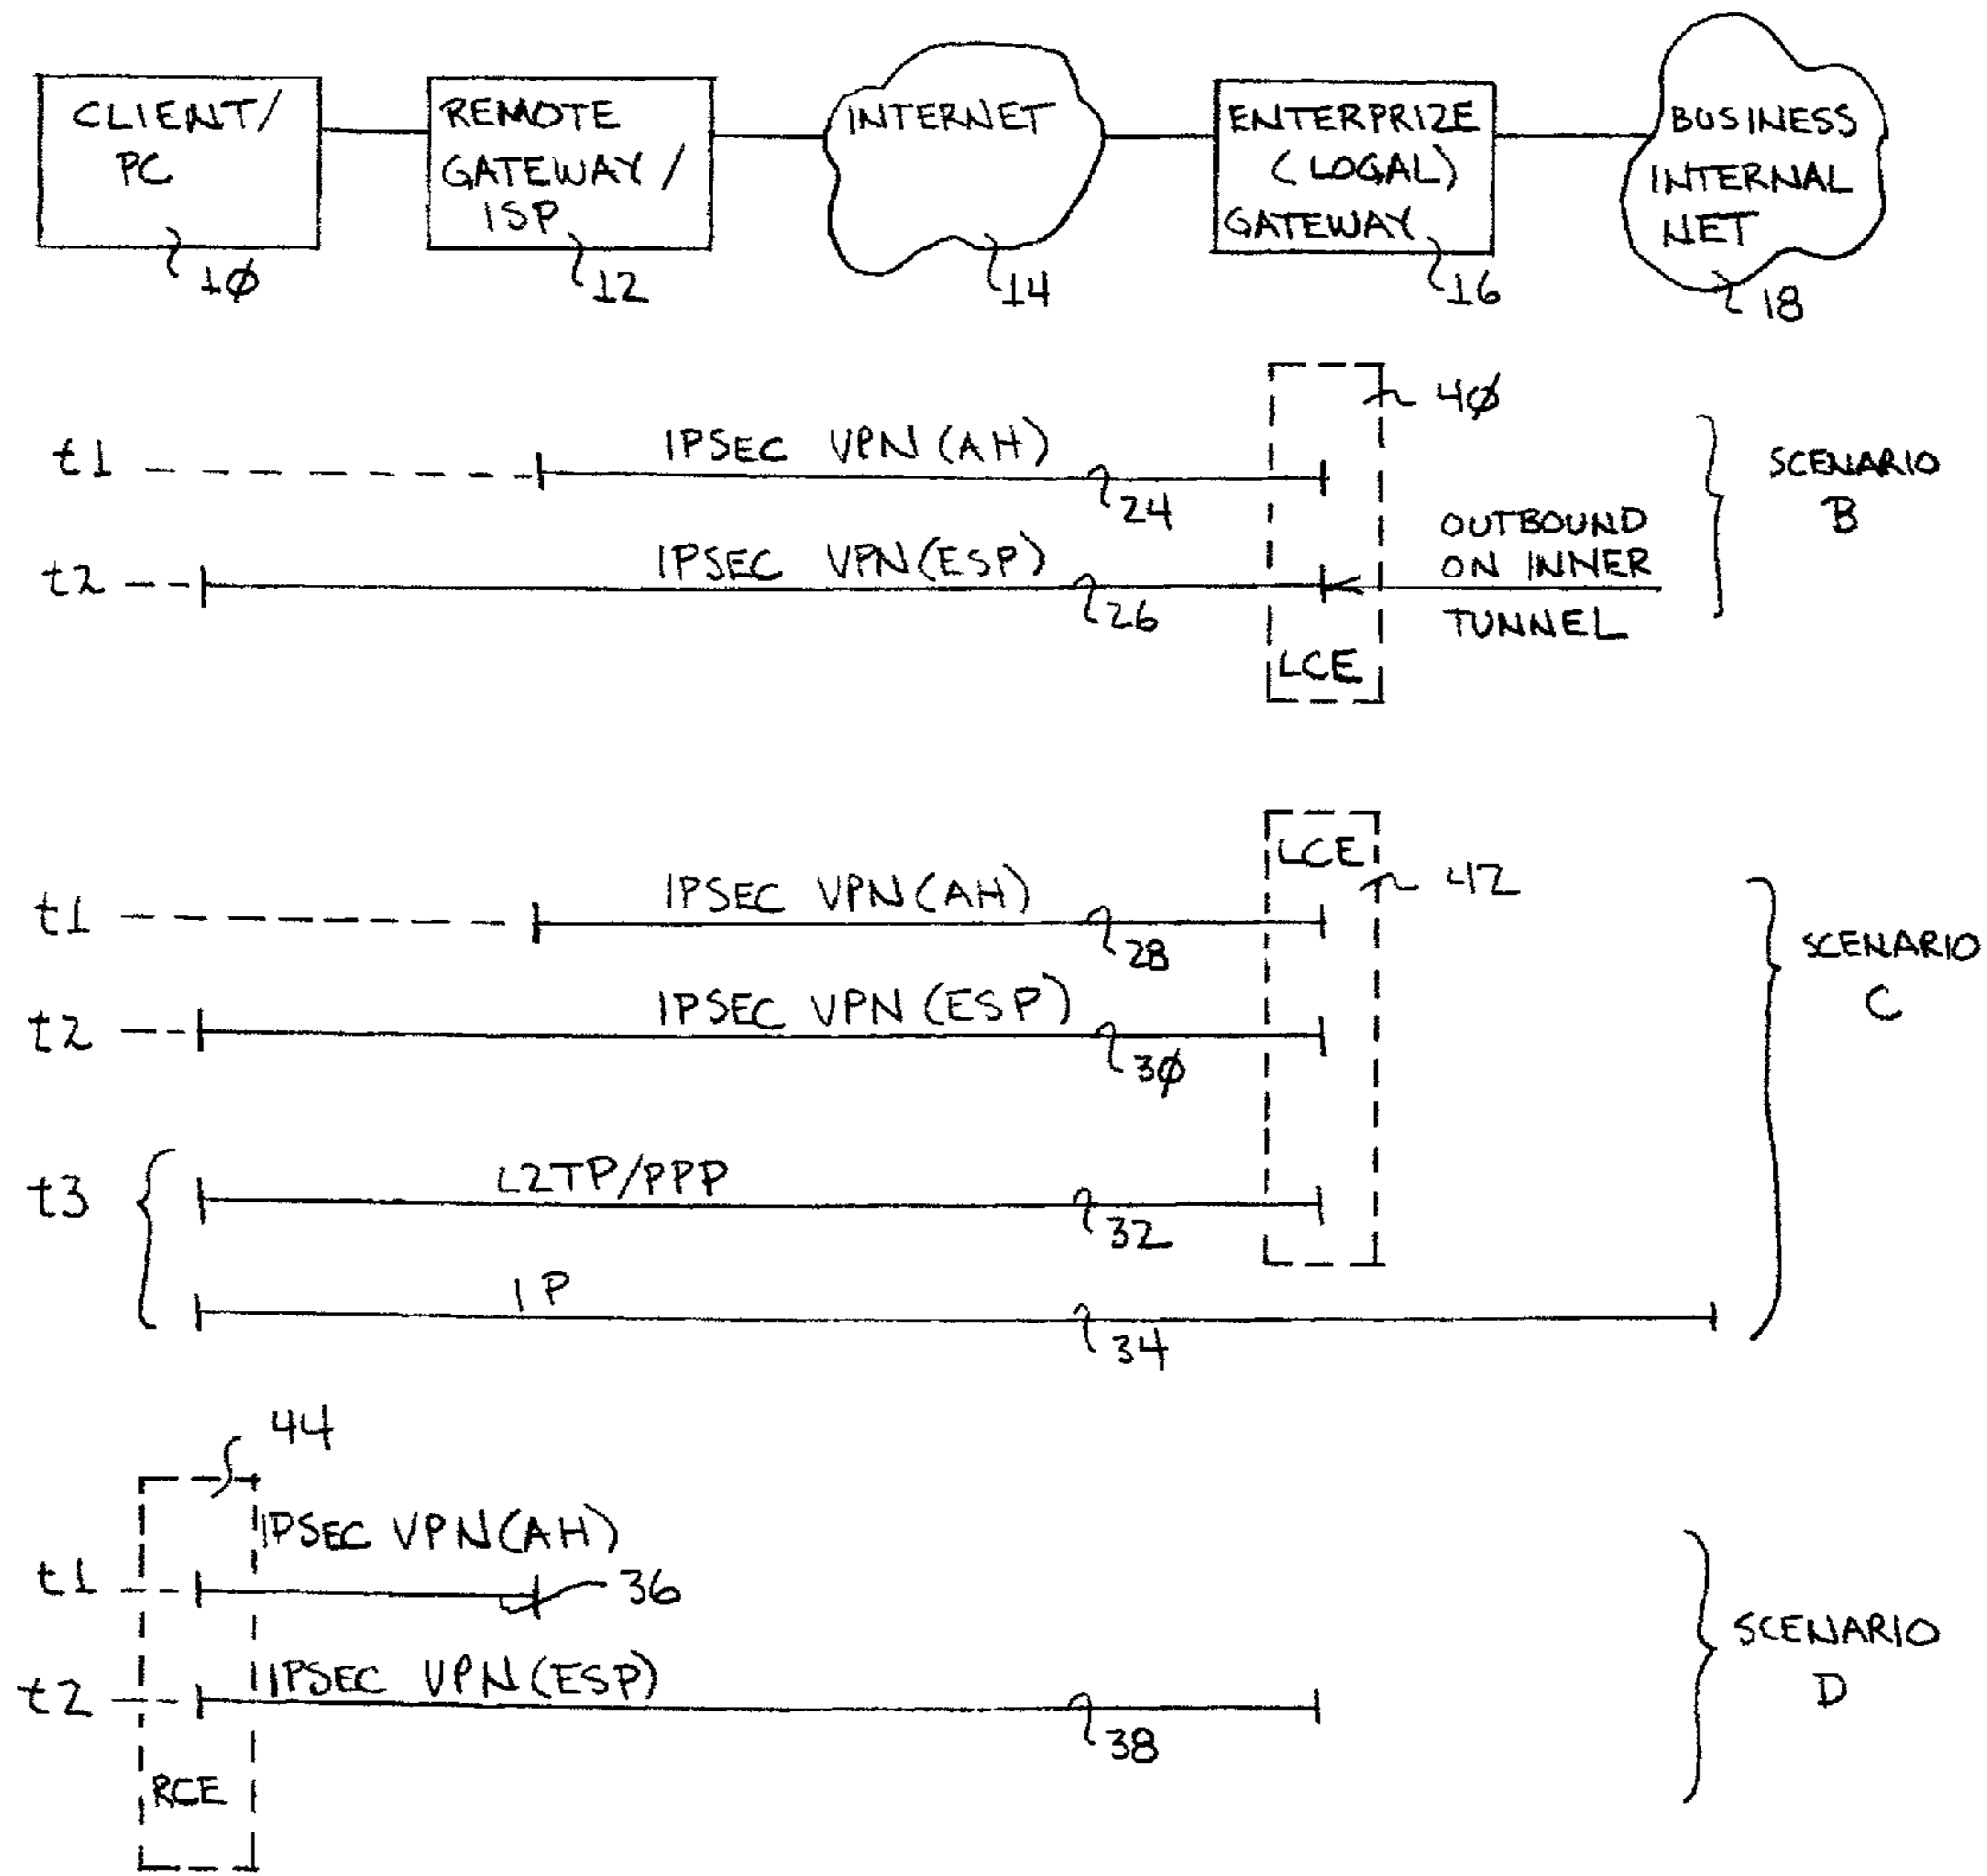 CLIENT/
PC
10
REMOTE
GATEWAY/
ISP
12
INTERNET
14
ENTERPRIZE
(LOGAL)
GATEWAY
16
BUSINESS
INTERNAL
NET
18
40
t1
IPSEC VPN (AH)
24
t2
IPSEC VPN (ESP)
26
OUTBOUND
ON INNER
TUNNEL
LCE
SCENARIO
B
LCE
42
t1
IPSEC VPN (AH)
28
t2
IPSEC VPN (ESP)
30
t3
L2TP/PPP
32
IP
34
SCENARIO
C
44
IPSEC VPN (AH)
t1
36
t2
IPSEC VPN (ESP)
38
RCE
SCENARIO
D